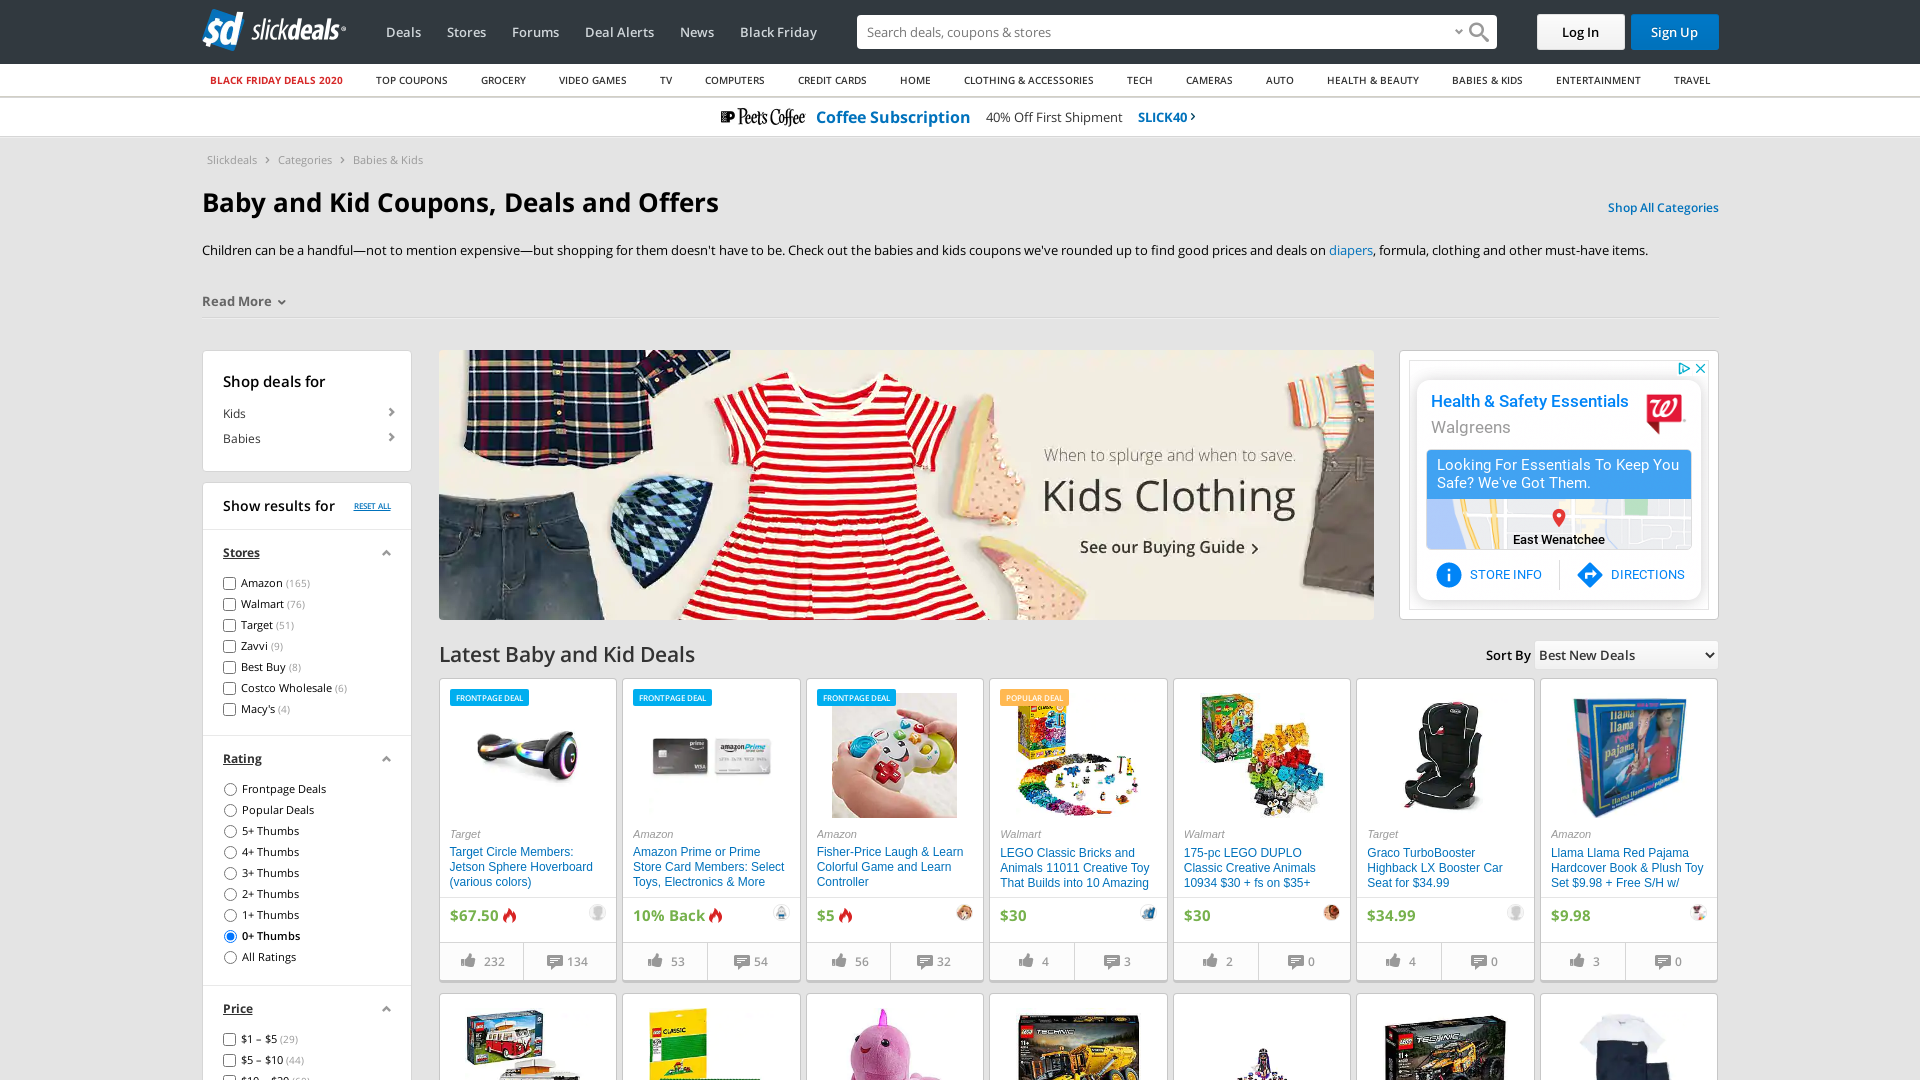 slickdeals
Deals
Stores
Forums
Deal Alerts
News
Black Friday
Search deals, coupons & stores
Log In
Sign Up
BLACK FRIDAY DEALS 2020
TOP COUPONS
GROCERY
VIDEO GAMES
TV
COMPUTERS
CREDIT CARDS
HOME
CLOTHING & ACCESSORIES
TECH
CAMERAS
AUTO
HEALTH & BEAUTY
BABIES & KIDS
ENTERTAINMENT
TRAVEL
Peet's Coffee Coffee Subscription 40% Off First Shipment SLICK40
Slickdeals > Categories > Babies & Kids
Baby and Kid Coupons, Deals and Offers
Shop All Categories
Children can be a handful—not to mention expensive—but shopping for them doesn't have to be. Check out the babies and kids coupons we've rounded up to find good prices and deals on diapers, formula, clothing and other must-have items.
Read More
Shop deals for
Kids
Babies
Show results for RESET ALL
Stores
Amazon (165)
Walmart (76)
Target (51)
Zavvi (9)
Best Buy (8)
Costco Wholesale (6)
Macy's (4)
Rating
Frontpage Deals
Popular Deals
5+ Thumbs
4+ Thumbs
3+ Thumbs
2+ Thumbs
1+ Thumbs
0+ Thumbs
All Ratings
Price
$1 – $5 (29)
$5 – $10 (44)
When to splurge and when to save.
Kids Clothing
See our Buying Guide
Health & Safety Essentials
Walgreens
Looking For Essentials To Keep You
Safe? We've Got Them.
East Wenatchee
STORE INFO
DIRECTIONS
Latest Baby and Kid Deals
Sort By Best New Deals
FRONTPAGE DEAL
Target
Target Circle Members:
Jetson Sphere Hoverboard
(various colors)
$67.50
232
134
FRONTPAGE DEAL
Amazon
Amazon Prime or Prime
Store Card Members: Select
Toys, Electronics & More
10% Back
53
54
FRONTPAGE DEAL
Amazon
Fisher-Price Laugh & Learn
Colorful Game and Learn
Controller
$5
56
32
POPULAR DEAL
Walmart
LEGO Classic Bricks and
Animals 11011 Creative Toy
That Builds into 10 Amazing
$30
4
3
Walmart
175-pc LEGO DUPLO
Classic Creative Animals
10934 $30 + fs on $35+
$30
2
0
Target
Graco TurboBooster
Highback LX Booster Car
Seat for $34.99
$34.99
4
0
llama
llama
red
pajama
Amazon
Llama Llama Red Pajama
Hardcover Book & Plush Toy
Set $9.98 + Free S/H w/
$9.98
3
0
CLASSIC
TECHNIC
TECHNIC